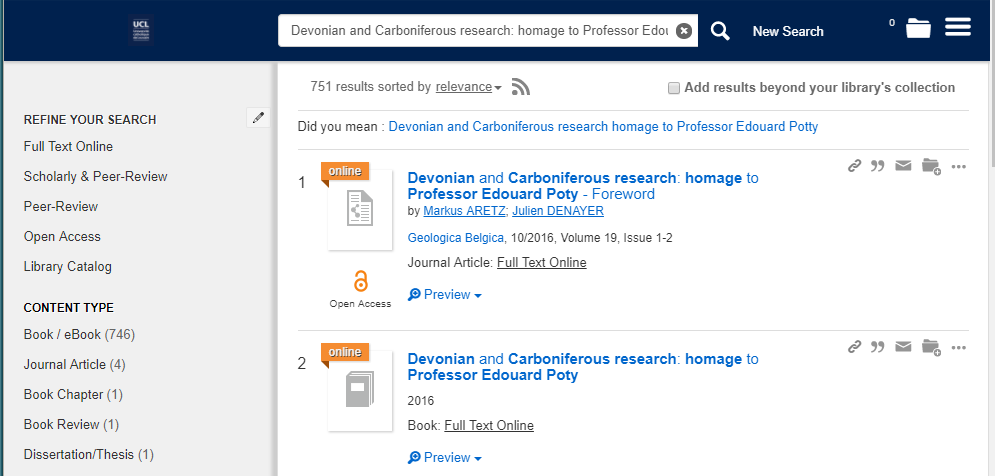 UCL
Devonian and Carboniferous research: homage to Professor Edou
New Search
0
REFINE YOUR SEARCH
Full Text Online
Scholarly & Peer-Review
Peer-Review
Open Access
Library Catalog
CONTENT TYPE
Book / eBook (746)
Journal Article (4)
Book Chapter (1)
Book Review (1)
Dissertation/Thesis (1)
751 results sorted by relevance
Add results beyond your library's collection
Did you mean : Devonian and Carboniferous research homage to Professor Edouard Potty
1
online
Open Access
Devonian and Carboniferous research: homage to
Professor Edouard Poty - Foreword
by Markus ARETZ; Julien DENAYER
Geologica Belgica, 10/2016, Volume 19, Issue 1-2
Journal Article: Full Text Online
Preview
2
online
Devonian and Carboniferous research: homage to
Professor Edouard Poty
2016
Book: Full Text Online
Preview